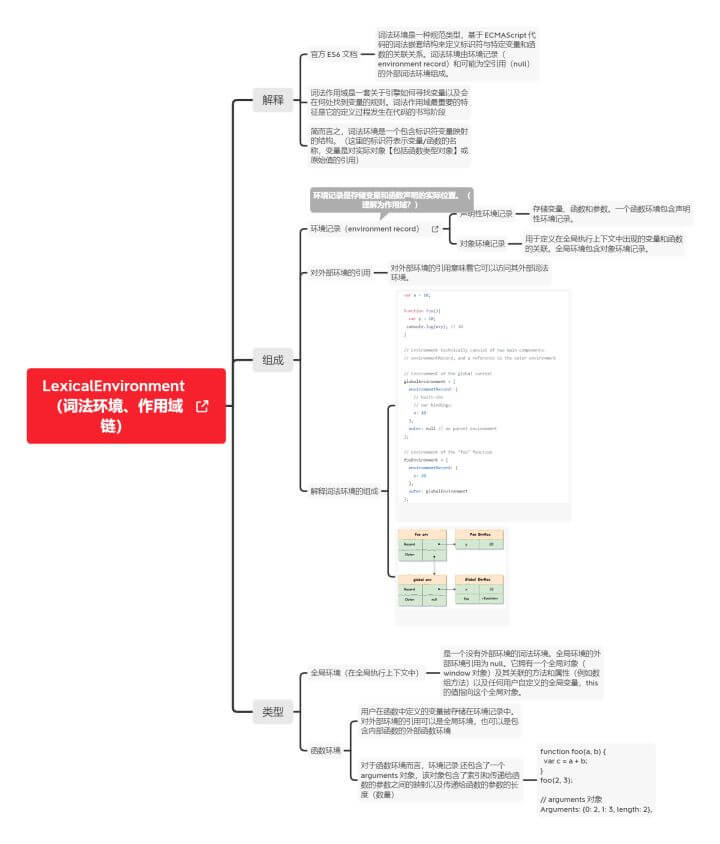 LexicalEnvironment
（词法环境、作用域
链）
解释
官方 ES6 文档
词法环境是一种规范类型，基于 ECMAScript 代
码的词法嵌套结构来定义标识符与特定变量和函
数的关联关系。词法环境由环境记录（
environment record）和可能为空引用（null）
的外部词法环境组成。
词法作用域是一套关于引擎如何寻找变量以及会
在何处找到变量的规则。词法作用域最重要的特
征是它的定义过程发生在代码的书写阶段
简而言之，词法环境是一个包含标识符变量映射
的结构。（这里的标识符表示变量/函数的名
称，变量是对实际对象【包括函数类型对象】或
原始值的引用）
组成
环境记录是存储变量和函数声明的实际位置。（
理解为作用域？）
环境记录（environment record）
声明性环境记录
存储变量、函数和参数。一个函数环境包含声明
性环境记录。
对象环境记录
用于定义在全局执行上下文中出现的变量和函数
的关联。全局环境包含对象环境记录。
对外部环境的引用
对外部环境的引用意味着它可以访问其外部词法
环境。
解释词法环境的组成
var x = 10;
function foo(){
var y = 20;
console.log(x+y); // 30
}
// Environment technically consist of two main components:
// environmentRecord, and a reference to the outer environment
// Environment of the global context
globalEnvironment = {
environmentRecord: {
// built-ins
// our bindings:
x: 10
},
outer: null // no parent environment
};
// Environment of the "foo" function
fooEnvironment = {
environmentRecord: {
y: 20
},
outer: globalEnvironment
};
Foo env
Record
Outer
Foo EnvRec
y 20
global env
Record
Outer null
Global EnvRec
x 10
foo <function>
类型
全局环境（在全局执行上下文中）
是一个没有外部环境的词法环境。全局环境的外
部环境引用为 null。它拥有一个全局对象（
window 对象）及其关联的方法和属性（例如数
组方法）以及任何用户自定义的全局变量，this
的值指向这个全局对象。
函数环境
用户在函数中定义的变量被存储在环境记录中。
对外部环境的引用可以是全局环境，也可以是包
含内部函数的外部函数环境
对于函数环境而言，环境记录 还包含了一个
arguments 对象，该对象包含了索引和传递给函
数的参数之间的映射以及传递给函数的参数的长
度（数量）
function foo(a, b) {
var c = a + b;
}
foo(2, 3);
// arguments 对象
Arguments: {0: 2, 1: 3, length: 2},